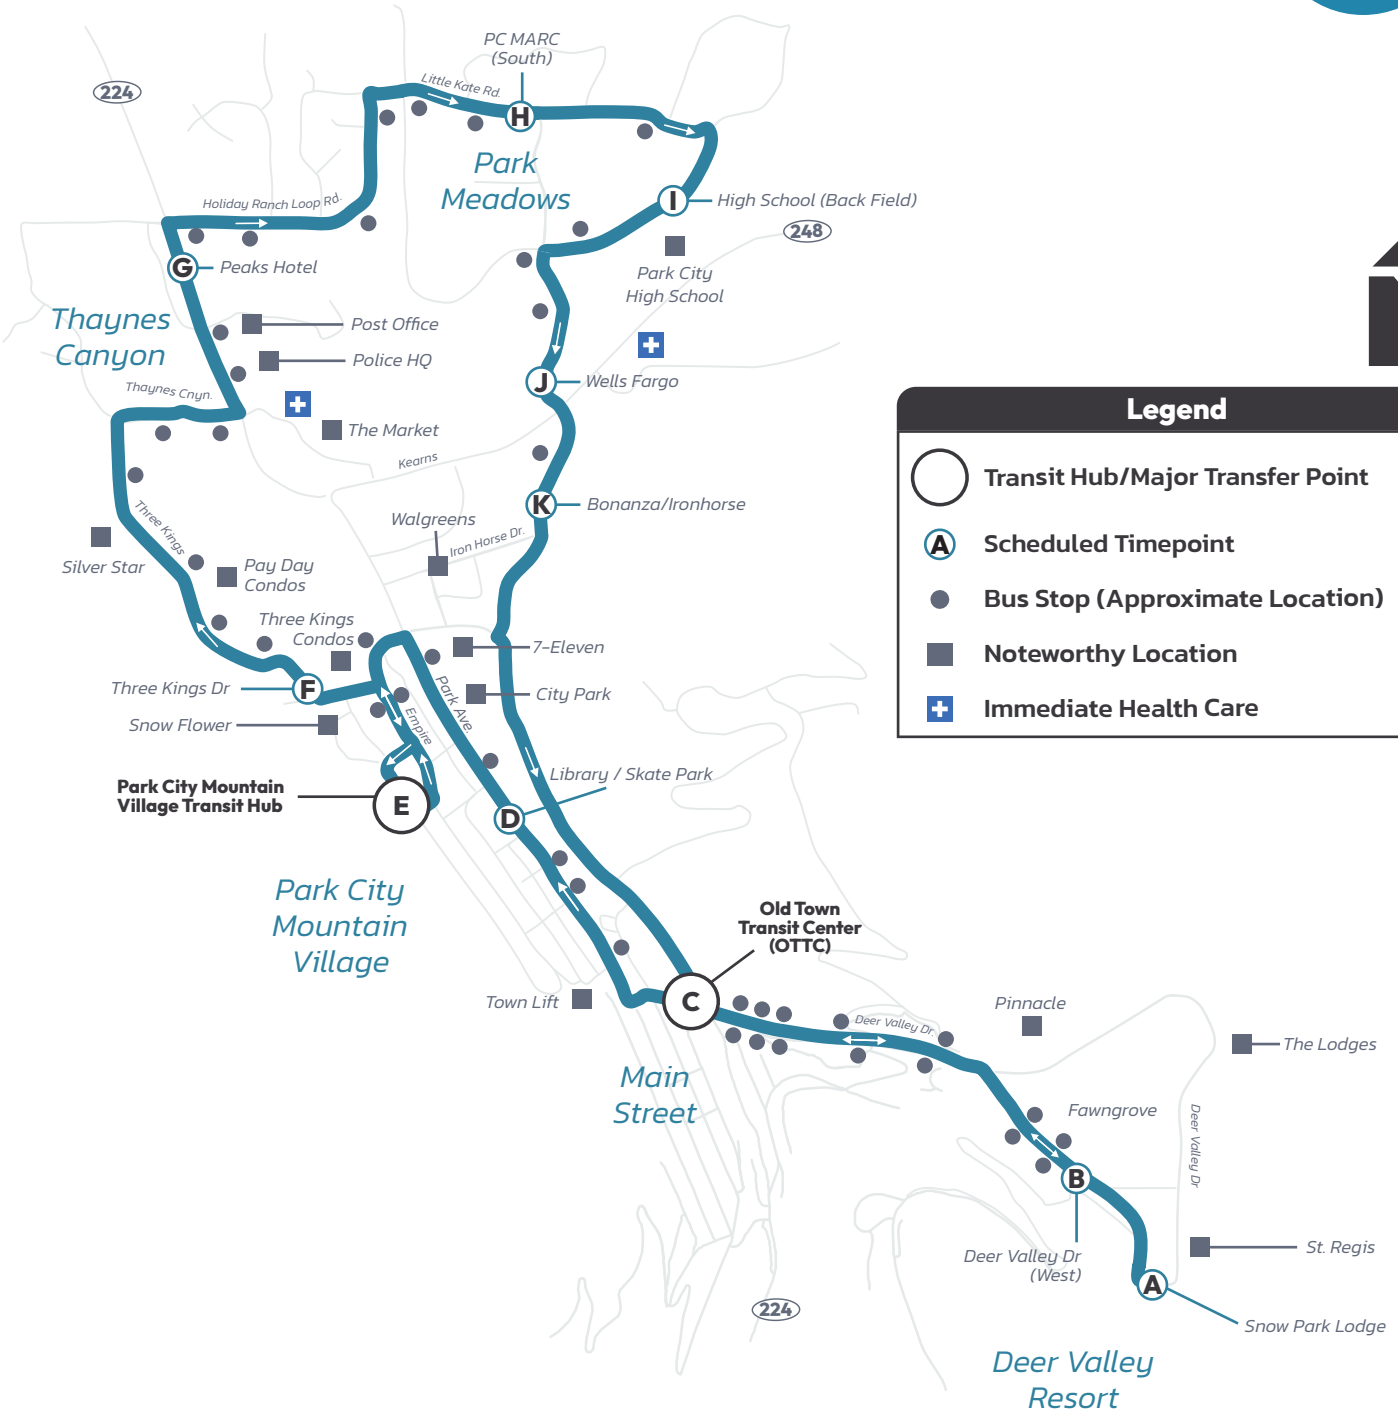 PC MARC
(South)
Little Kate Rd.
224
H
Park
Meadows
I
High School (Back Field)
Holiday Ranch Loop Rd.
248
G
Peaks Hotel
Park City
High School
Thaynes
Canyon
Post Office
Police HQ
J
Wells Fargo
Thaynes Cnyn.
The Market
Kearns
Legend
Transit Hub/Major Transfer Point
A
Scheduled Timepoint
Bus Stop (Approximate Location)
Noteworthy Location
Immediate Health Care
K
Bonanza/Ironhorse
Walgreens
Iron Horse Dr.
Three Kings
Silver Star
Pay Day
Condos
Three Kings
Condos
7-Eleven
Three Kings Dr
F
Park Ave.
City Park
Snow Flower
Empire
Library / Skate Park
Park City Mountain
Village Transit Hub
E
D
Park City
Mountain
Village
Old Town
Transit Center
(OTTC)
Town Lift
C
Pinnacle
Deer Valley Dr.
The Lodges
Main
Street
Fawngrove
Deer Valley Dr
B
Deer Valley Dr
(West)
St. Regis
A
224
Snow Park Lodge
Deer Valley
Resort